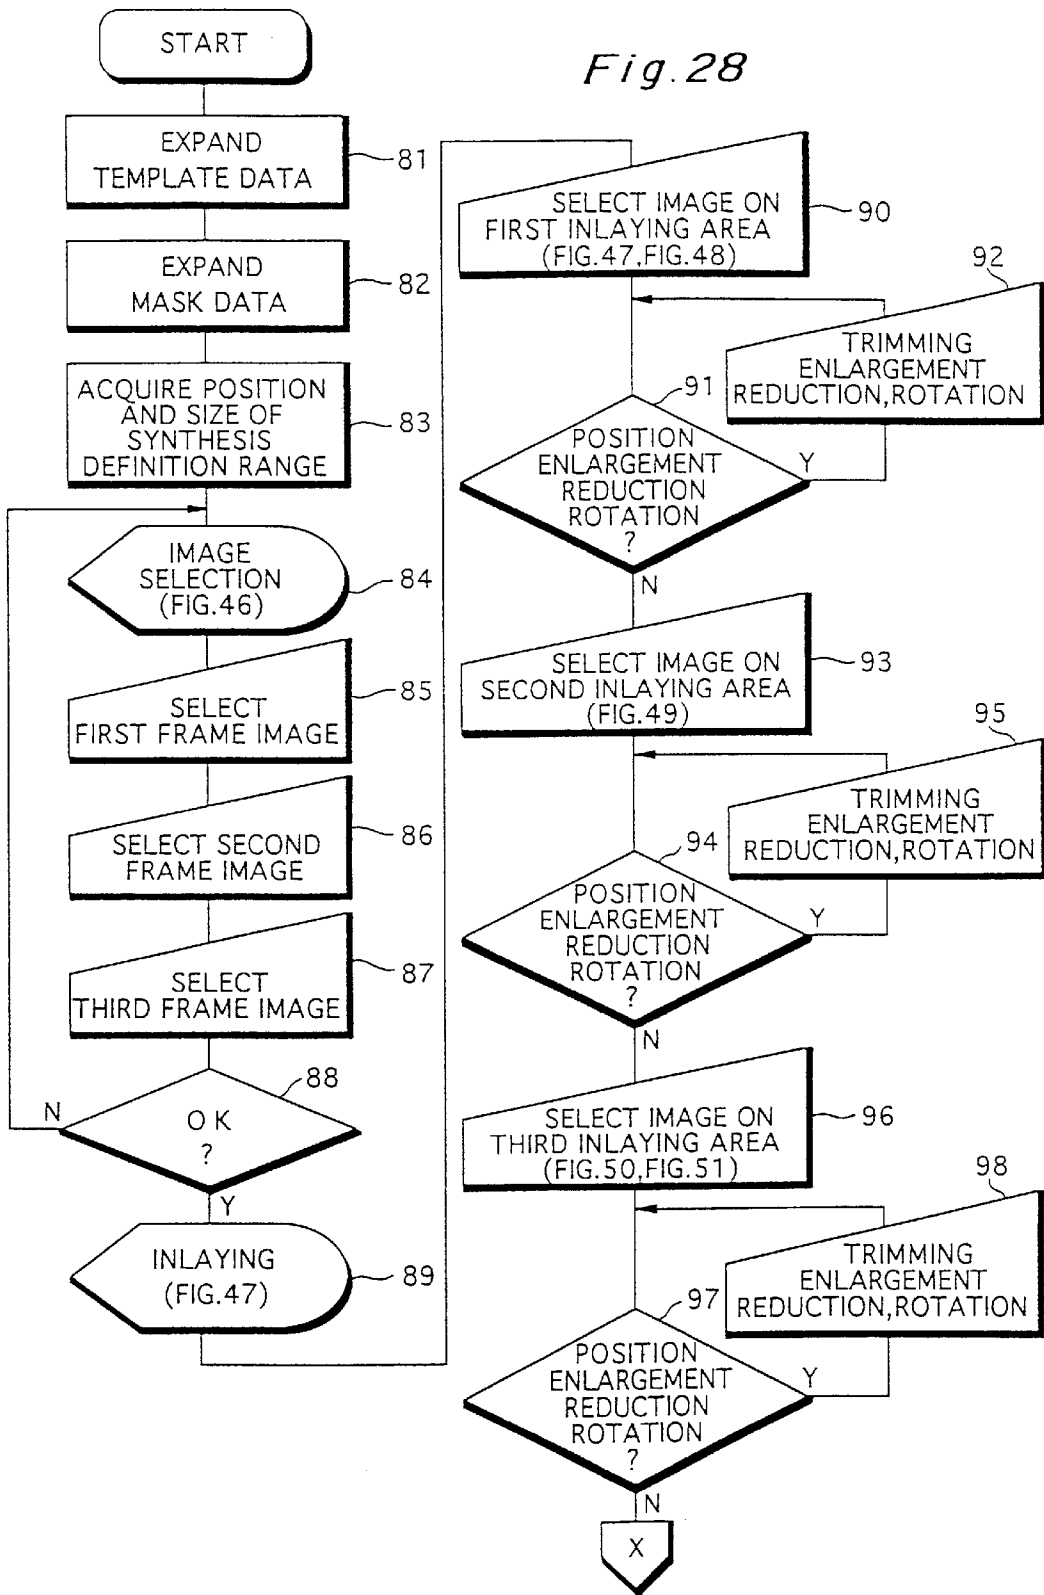 Fig.28
START
EXPAND
TEMPLATE DATA
81
EXPAND
MASK DATA
82
ACQUIRE POSITION
AND SIZE OF
SYNTHESIS
DEFINITION RANGE
83
IMAGE
SELECTION
(FIG.46)
84
SELECT
FIRST FRAME IMAGE
85
SELECT SECOND
FRAME IMAGE
86
SELECT
THIRD FRAME IMAGE
87
OK
?
88
N
Y
INLAYING
(FIG.47)
89
SELECT IMAGE ON
FIRST INLAYING AREA
(FIG.47,FIG.48)
90
POSITION
ENLARGEMENT
REDUCTION
ROTATION
?
91
Y
N
TRIMMING
ENLARGEMENT
REDUCTION,ROTATION
92
SELECT IMAGE ON
SECOND INLAYING AREA
(FIG.49)
93
POSITION
ENLARGEMENT
REDUCTION
ROTATION
?
94
Y
N
TRIMMING
ENLARGEMENT
REDUCTION,ROTATION
95
SELECT IMAGE ON
THIRD INLAYING AREA
(FIG.50,FIG.51)
96
POSITION
ENLARGEMENT
REDUCTION
ROTATION
?
97
Y
N
TRIMMING
ENLARGEMENT
REDUCTION,ROTATION
98
X